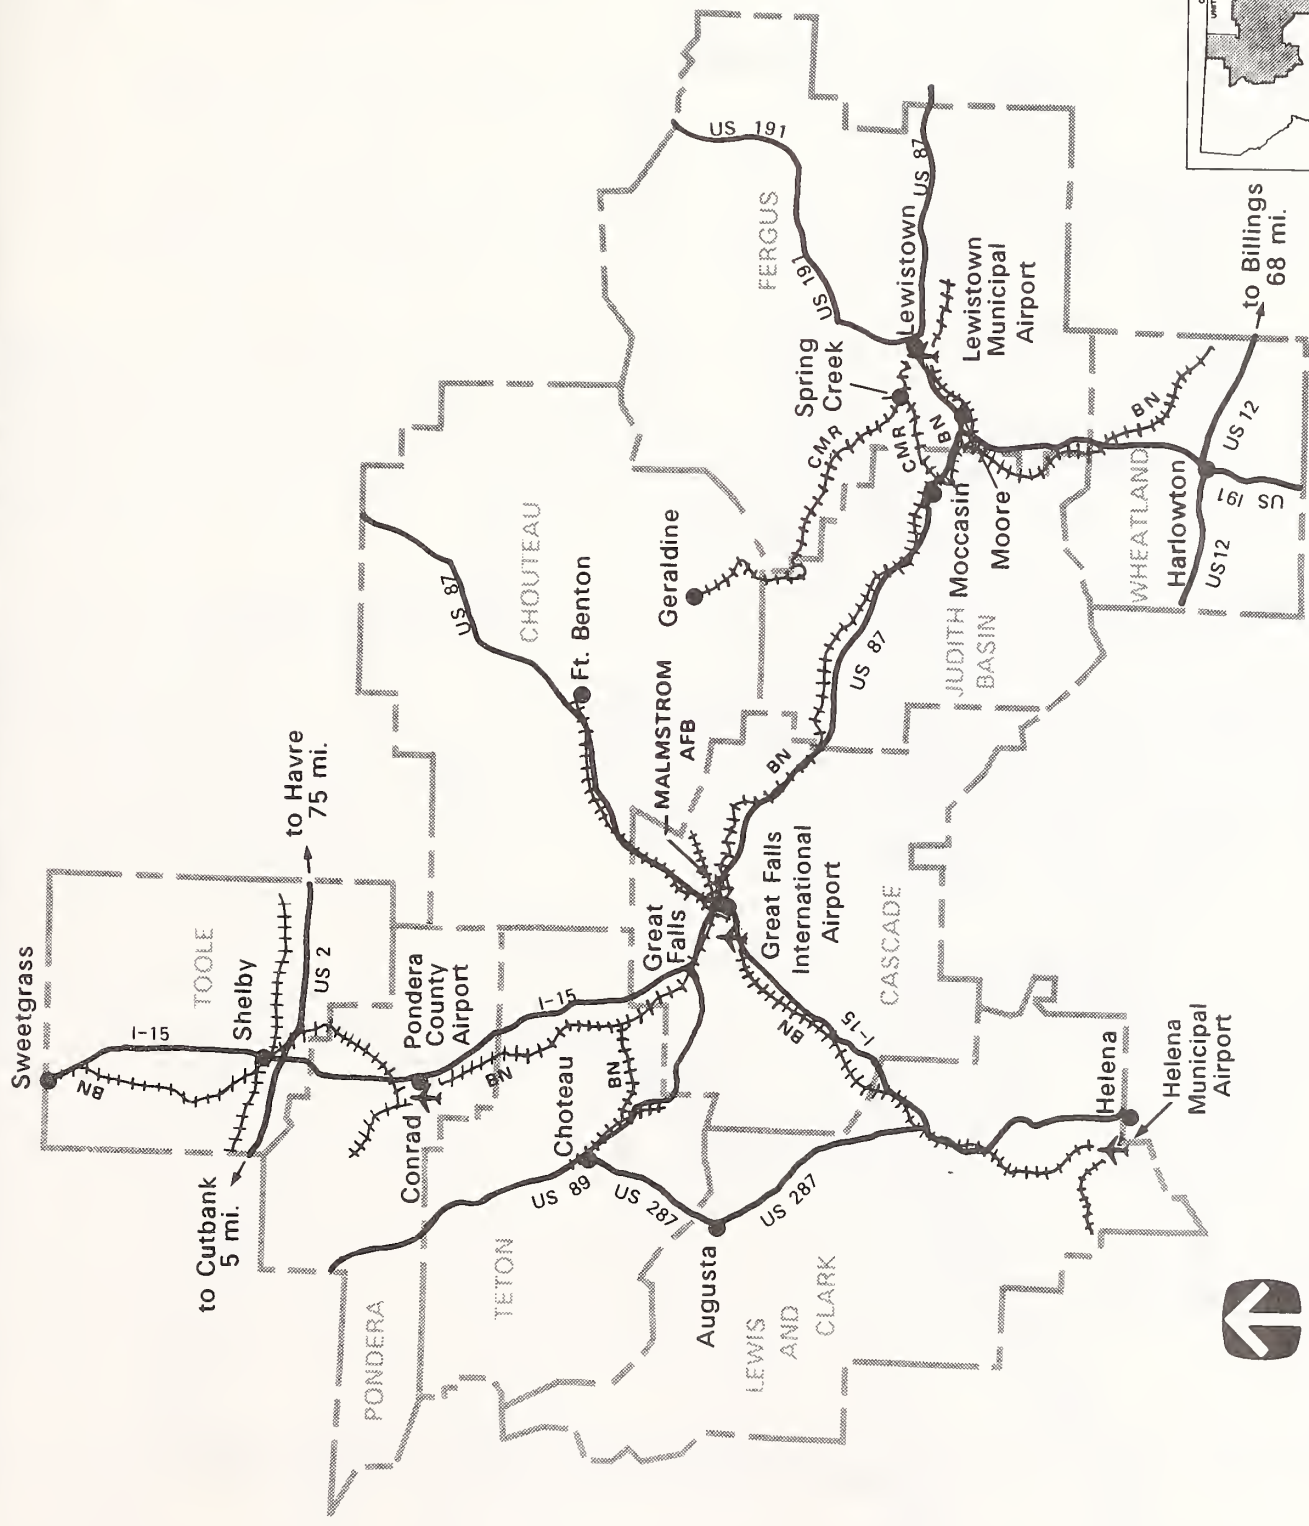 Sweetgrass
I-15
BN
TOOLE
Shelby
US 2
to Havre
75 mi.
to Cutbank
5 mi.
Pondera
County
Airport
Conrad
I-15
BN
BN
Choteau
US 89
US 287
US 287
Augusta
PONDERA
TETON
LEWIS
AND
CLARK
US 87
CHOUTEAU
Ft. Benton
Geraldine
MALMSTROM
AFB
Great
Falls
Great Falls
International
Airport
CASCADE
BN
I-15
Helena
Helena
Municipal
Airport
BN
US 87
JUDITH
BASIN
Moccasin
Moore
CMR
CMR
BN
Spring
Creek
Lewistown
Lewistown
Municipal
Airport
US 191
US 191
FERGUS
US 87
BN
WHEATLAND
Harlowton
US12
US 12
US 191
to Billings
68 mi.